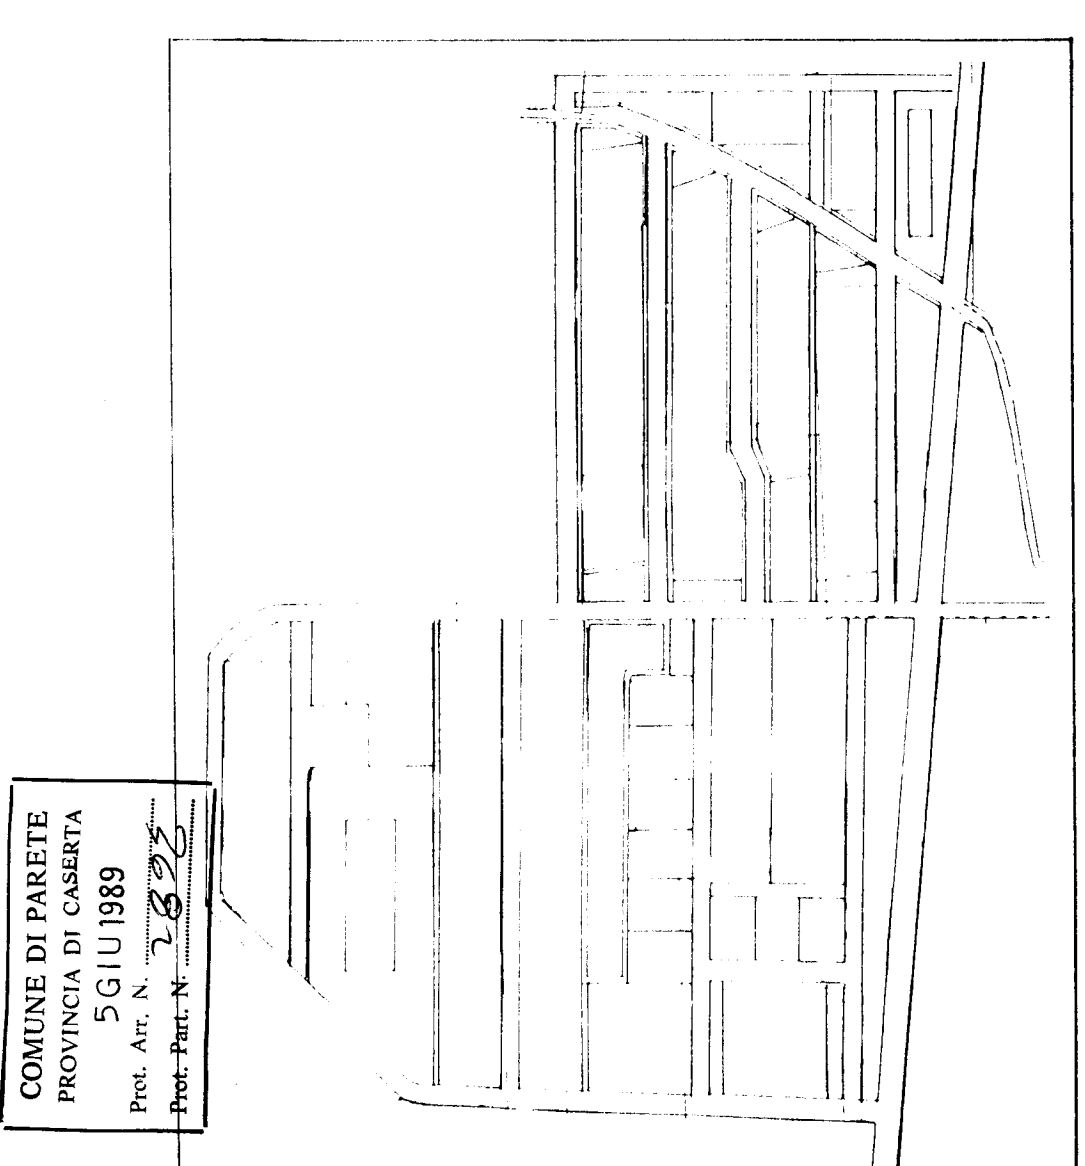 COMUNE DI PARETE
PROVINCIA DI CASERTA
5 GIU 1989
Prot. Arr. N.
Prot. Part. N.